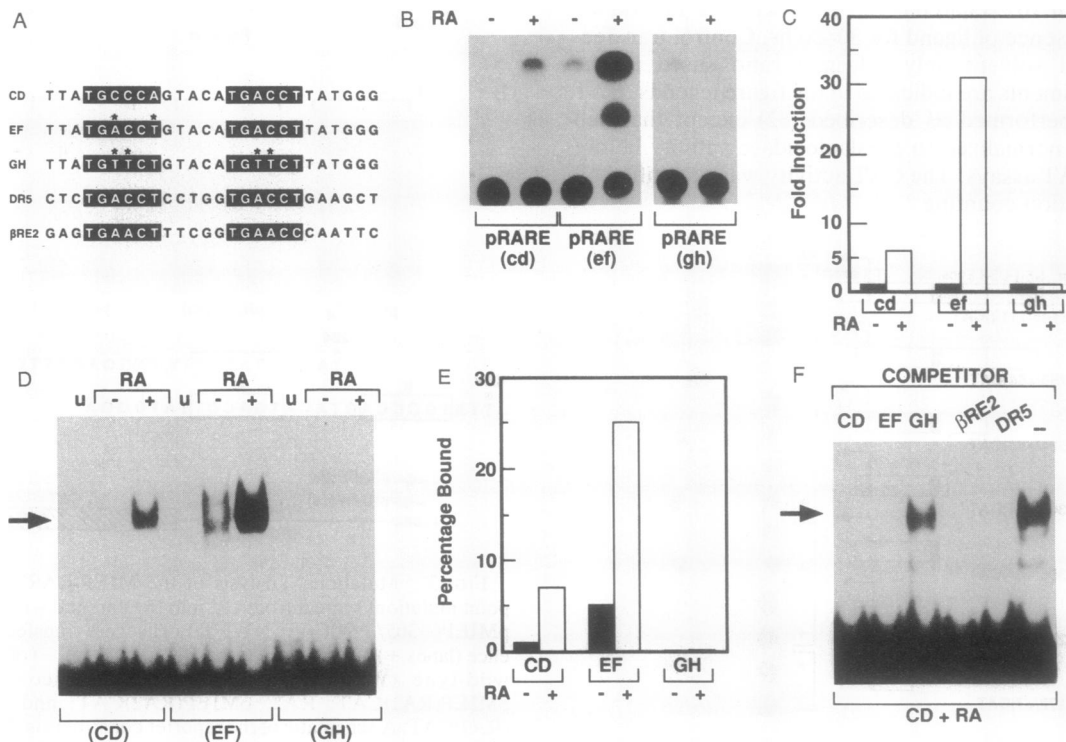 A
CD TTATGCCCAGTACATGACCTTATGGG
* *
EF TTATGACCTGTACATGACCTTATGGG
** **
GH TTATGTTCTGTACATGTTCTTATGGG
DR5 CTCTGACCTCCTGGTGACCTGAAGCT
βRE2 GAGTGAACTTTCGGTGAACCCAATTC
B
RA - + - + - +
pRARE pRARE pRARE
(cd) (ef) (gh)
C
Fold induction
40
30
20
10
5
0
cd ef gh
RA - + - + - +
D
RA RA RA
u - + u - + u - +
(CD) (EF) (GH)
E
Percentage Bound
30
20
10
0
CD EF GH
RA - + - + - +
F
COMPETITOR
CD EF GH βRE2 DR5 –
CD + RA